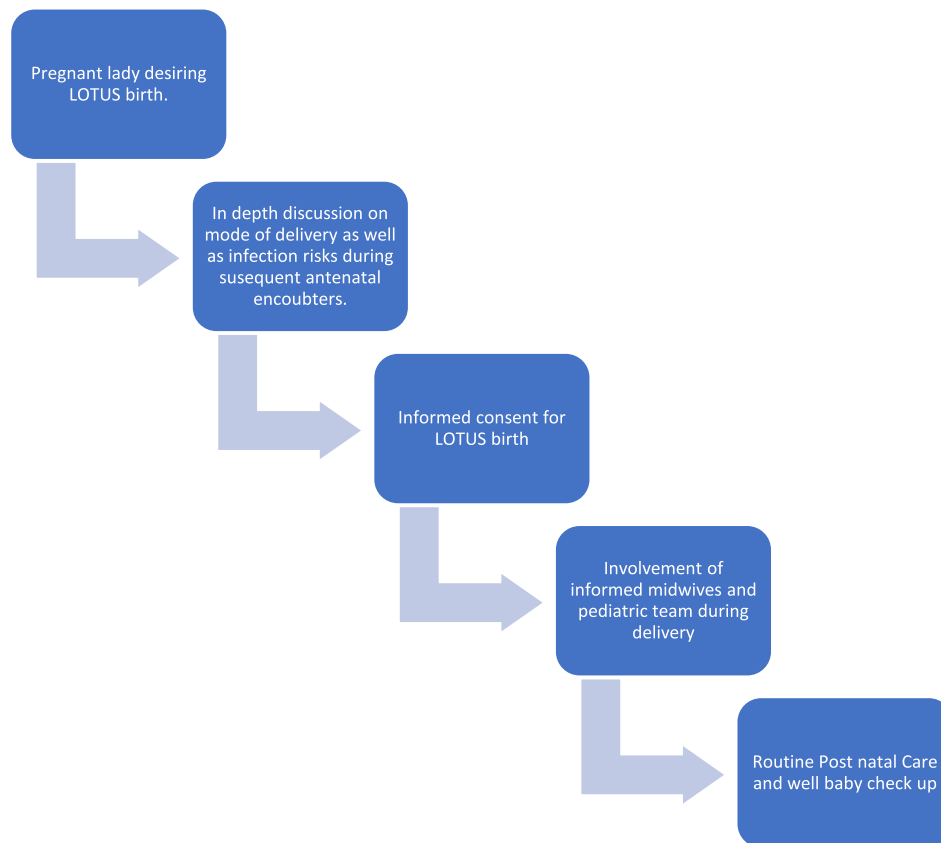 Pregnant lady desiring
LOTUS birth.
In depth discussion on
mode of delivery as well
as infection risks during
susequent antenatal
encoubters.
Informed consent for
LOTUS birth
Involvement of
informed midwives and
pediatric team during
delivery
Routine Post natal Care
and well baby check up